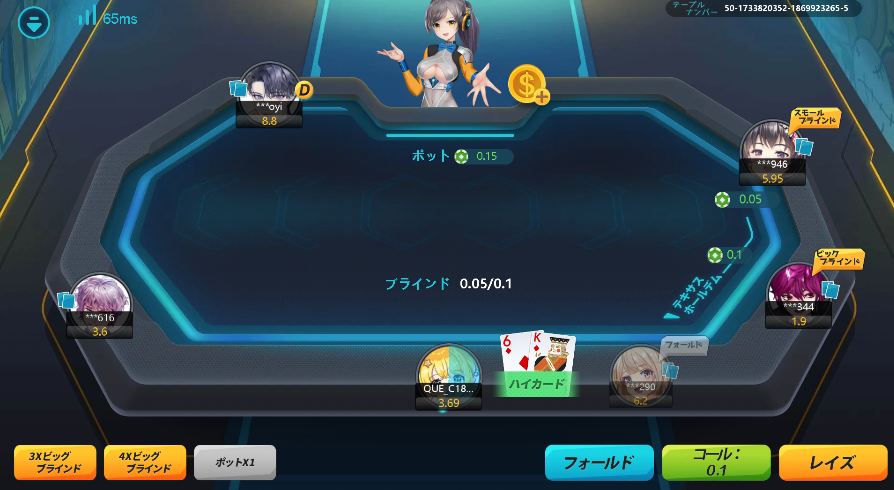 65ms
テーブル
ナンバー
50-1733820352-1869923265-5
***oyi
D
8.8
スモール
ブラインド
***946
5.95
ポット 0.15
0.05
0.1
ビッグ
ブラインド
***344
1.9
ブラインド 0.05/0.1
テキサス
ホールデム
***616
3.6
QUE_C18...
3.69
6
K
ハイカード
フォールド
***290
6.2
3Xビッグ
ブラインド
4Xビッグ
ブラインド
ポットX1
フォールド
コール：
0.1
レイズ